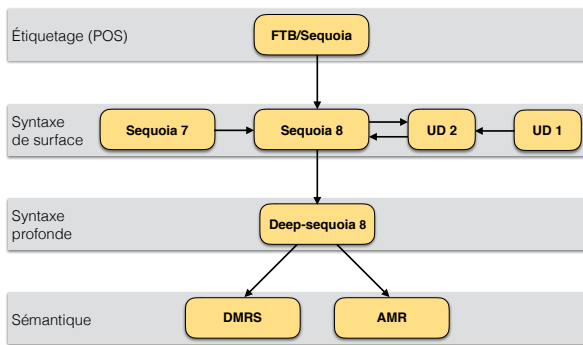 Étiquetage (POS)
FTB/Sequoia
Syntaxe
de surface
Sequoia 7
Sequoia 8
UD 2
UD 1
Syntaxe
profonde
Deep-sequoia 8
Sémantique
DMRS
AMR